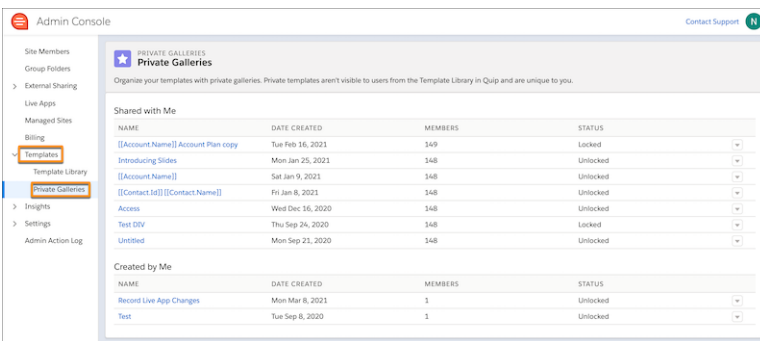 Admin Console
Contact Support
N
Site Members
Group Folders
External Sharing
Live Apps
Managed Sites
Billing
Templates
Template Library
Private Galleries
Insights
Settings
Admin Action Log
PRIVATE GALLERIES
Private Galleries
Organize your templates with private galleries. Private templates aren't visible to users from the Template Library in Quip and are unique to you.
Shared with Me
NAME DATE CREATED MEMBERS STATUS
[[Account.Name]] Account Plan copy Tue Feb 16, 2021 149 Locked
Introducing Slides Mon Jan 25, 2021 148 Unlocked
[[Account.Name]] Sat Jan 9, 2021 148 Unlocked
[[Contact.Id]] [[Contact.Name]] Fri Jan 8, 2021 148 Unlocked
Access Wed Dec 16, 2020 148 Unlocked
Test DIV Thu Sep 24, 2020 148 Locked
Untitled Mon Sep 21, 2020 148 Unlocked
Created by Me
NAME DATE CREATED MEMBERS STATUS
Record Live App Changes Mon Mar 8, 2021 1 Unlocked
Test Tue Sep 8, 2020 1 Unlocked